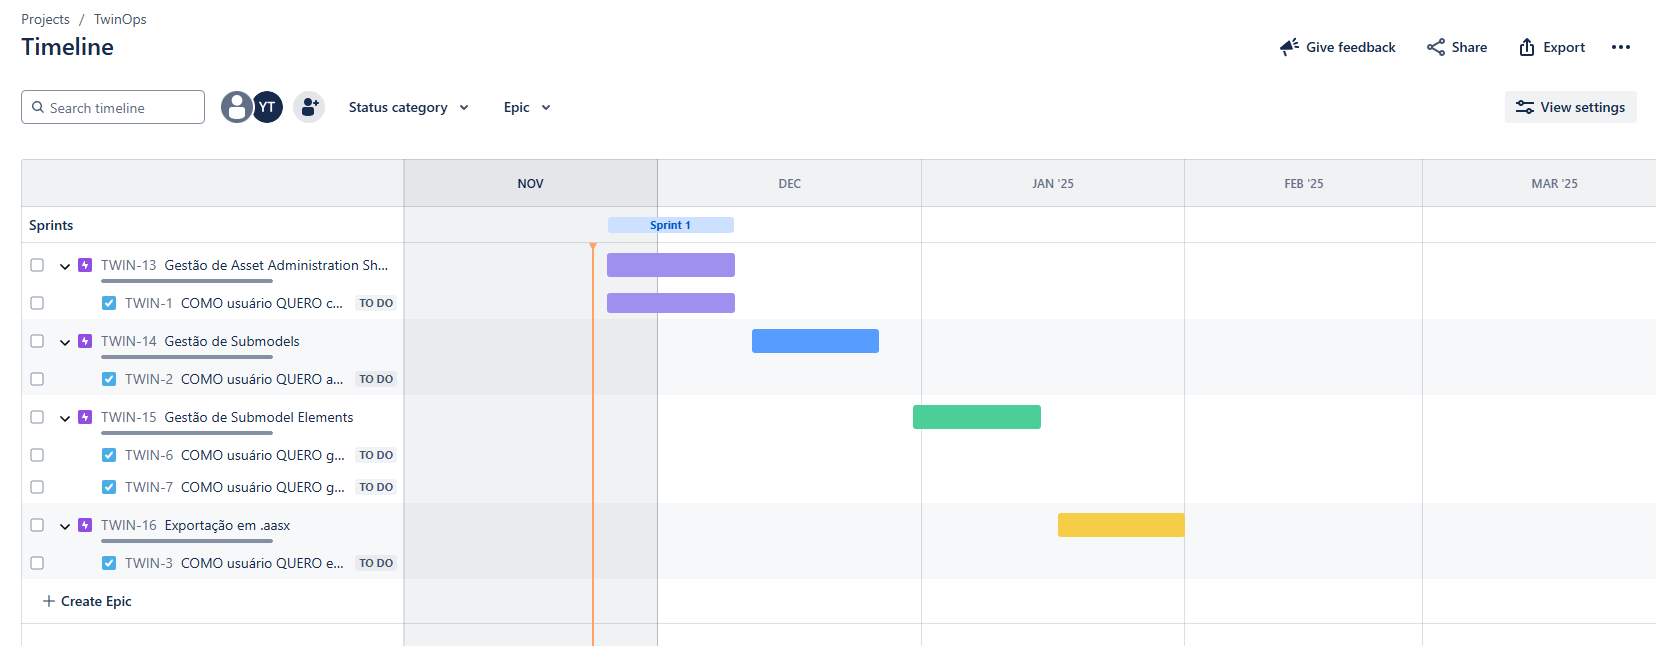 Projects / TwinOps
Timeline
Give feedback
Share
Export
Search timeline
YT
Status category
Epic
View settings
NOV
DEC
JAN '25
FEB '25
MAR '25
Sprints
Sprint 1
TWIN-13 Gestão de Asset Administration Sh...
TWIN-1 COMO usuário QUERO c... TO DO
TWIN-14 Gestão de Submodels
TWIN-2 COMO usuário QUERO a... TO DO
TWIN-15 Gestão de Submodel Elements
TWIN-6 COMO usuário QUERO g... TO DO
TWIN-7 COMO usuário QUERO g... TO DO
TWIN-16 Exportação em .aasx
TWIN-3 COMO usuário QUERO e... TO DO
+ Create Epic